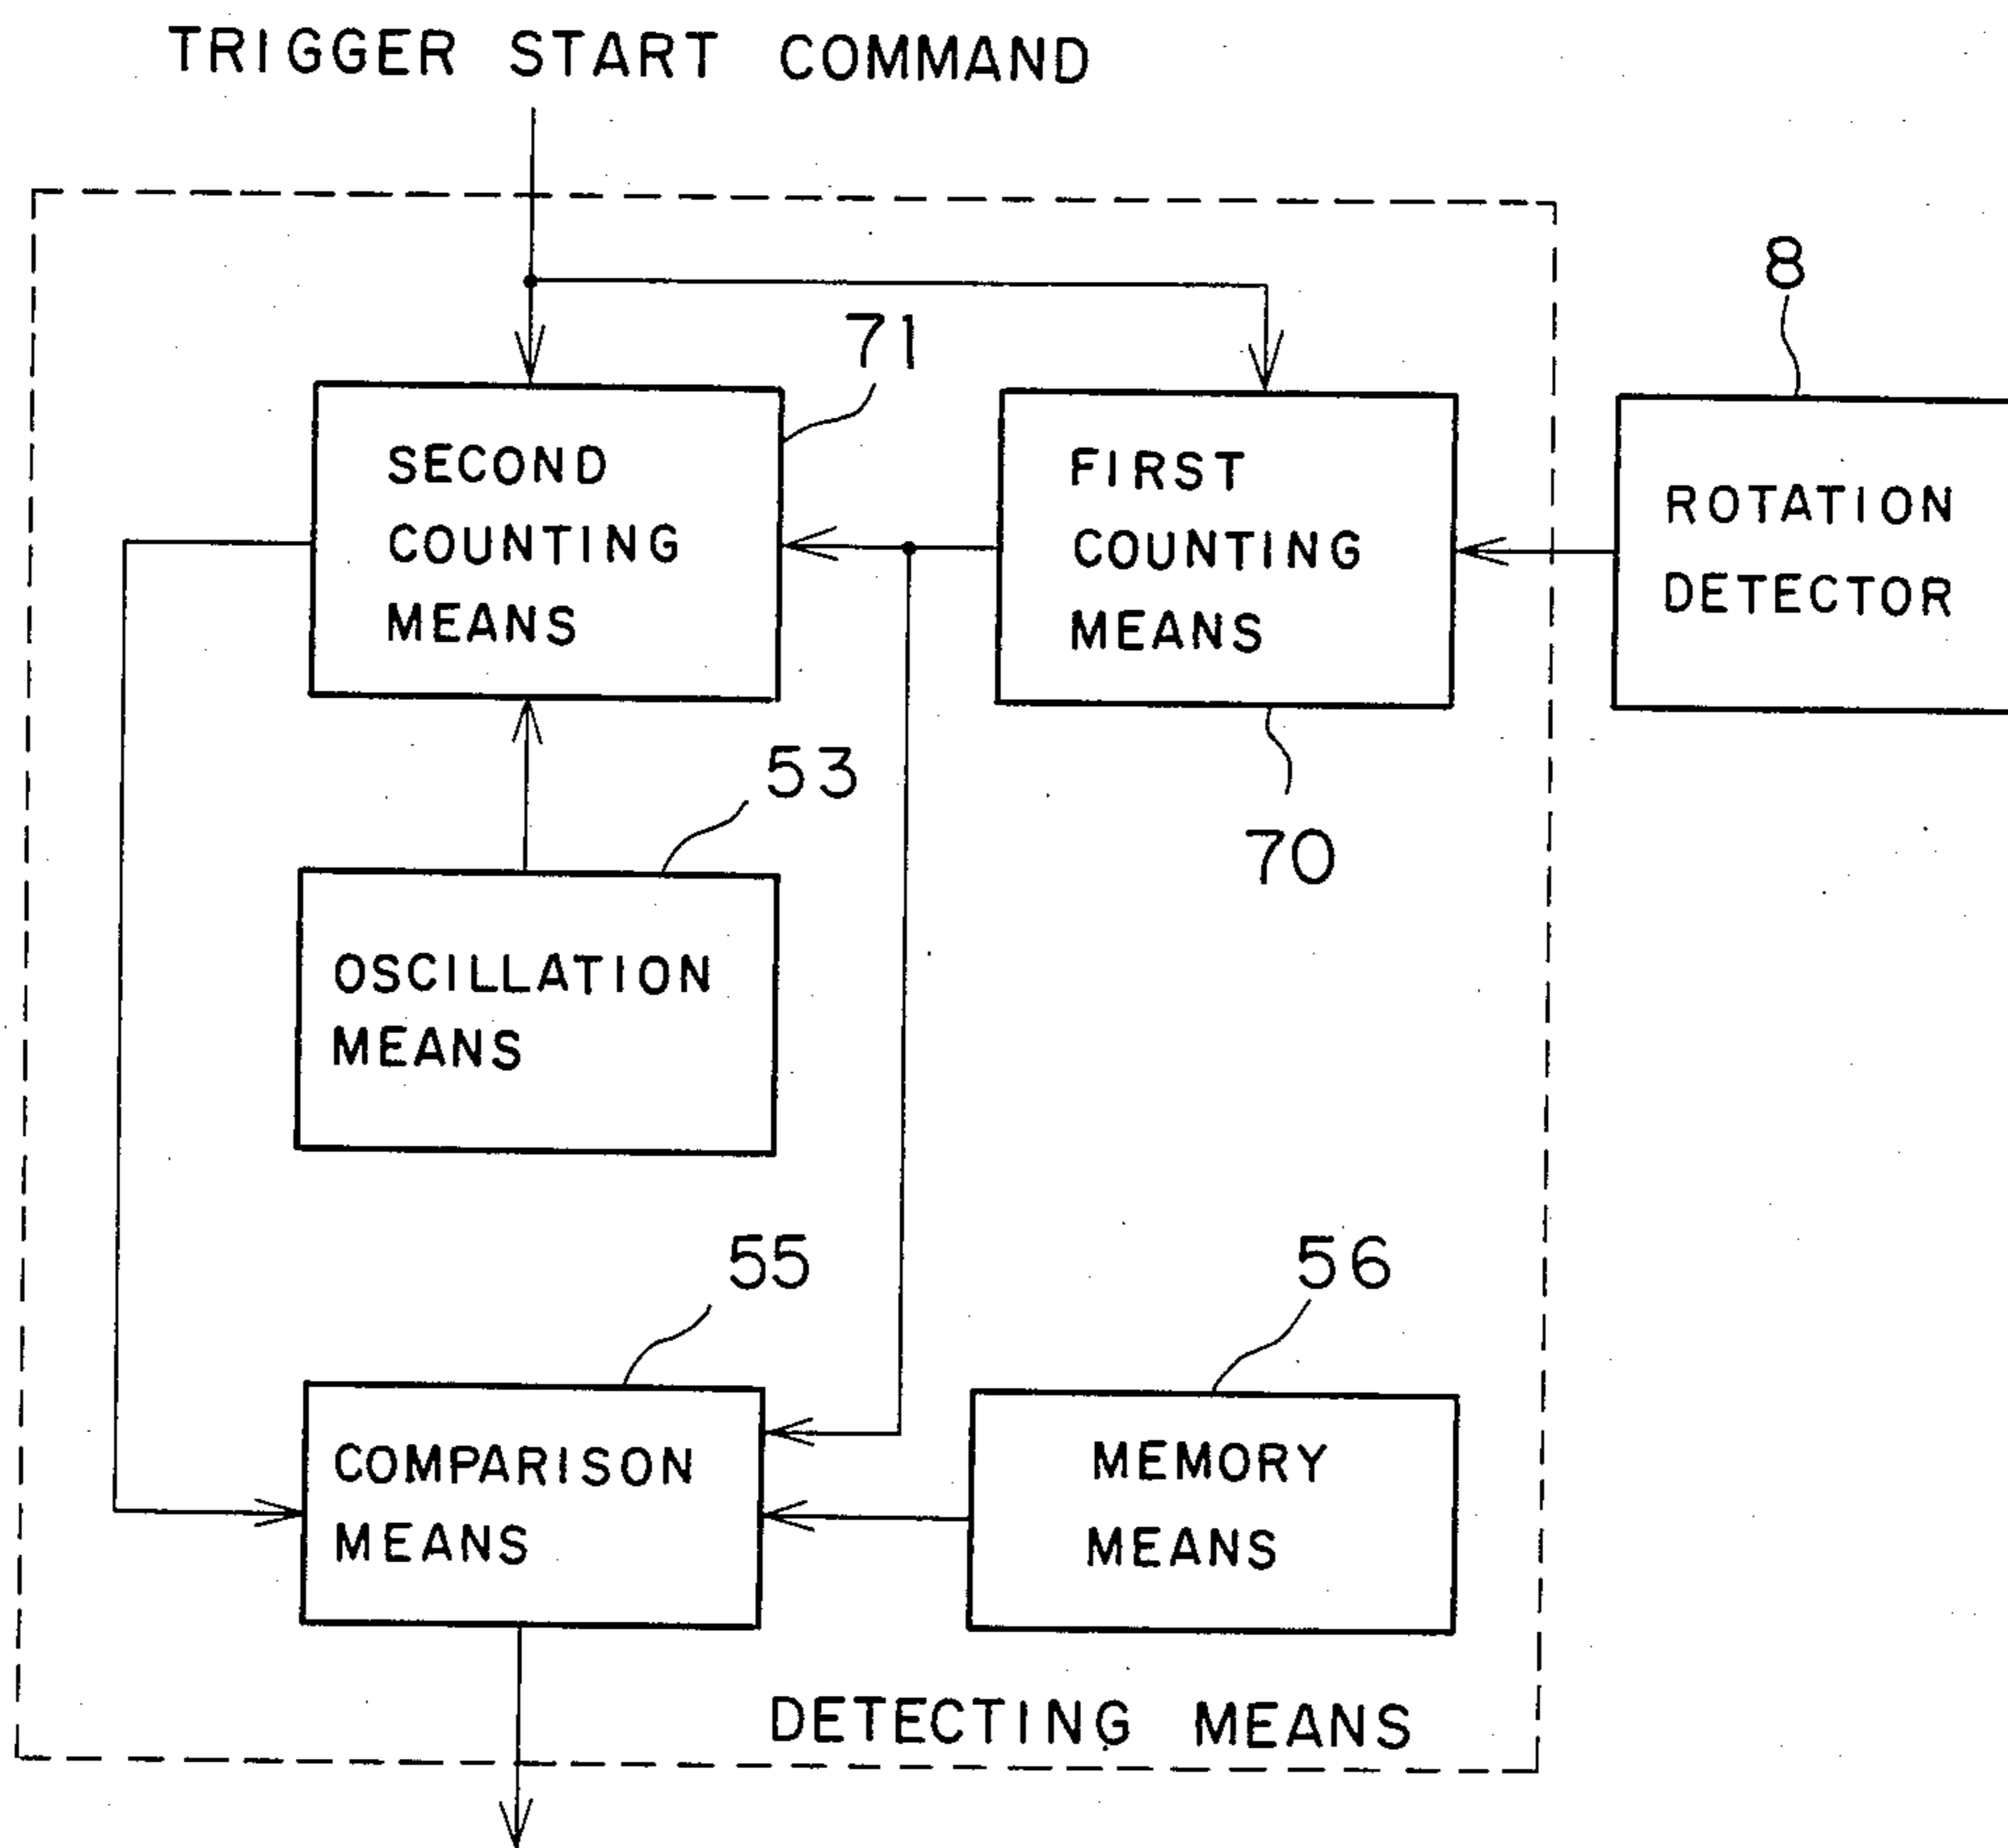 TRIGGER START COMMAND
8
71
SECOND
COUNTING
MEANS
FIRST
COUNTING
MEANS
ROTATION
DETECTOR
53
70
OSCILLATION
MEANS
55
56
COMPARISON
MEANS
MEMORY
MEANS
DETECTING MEANS